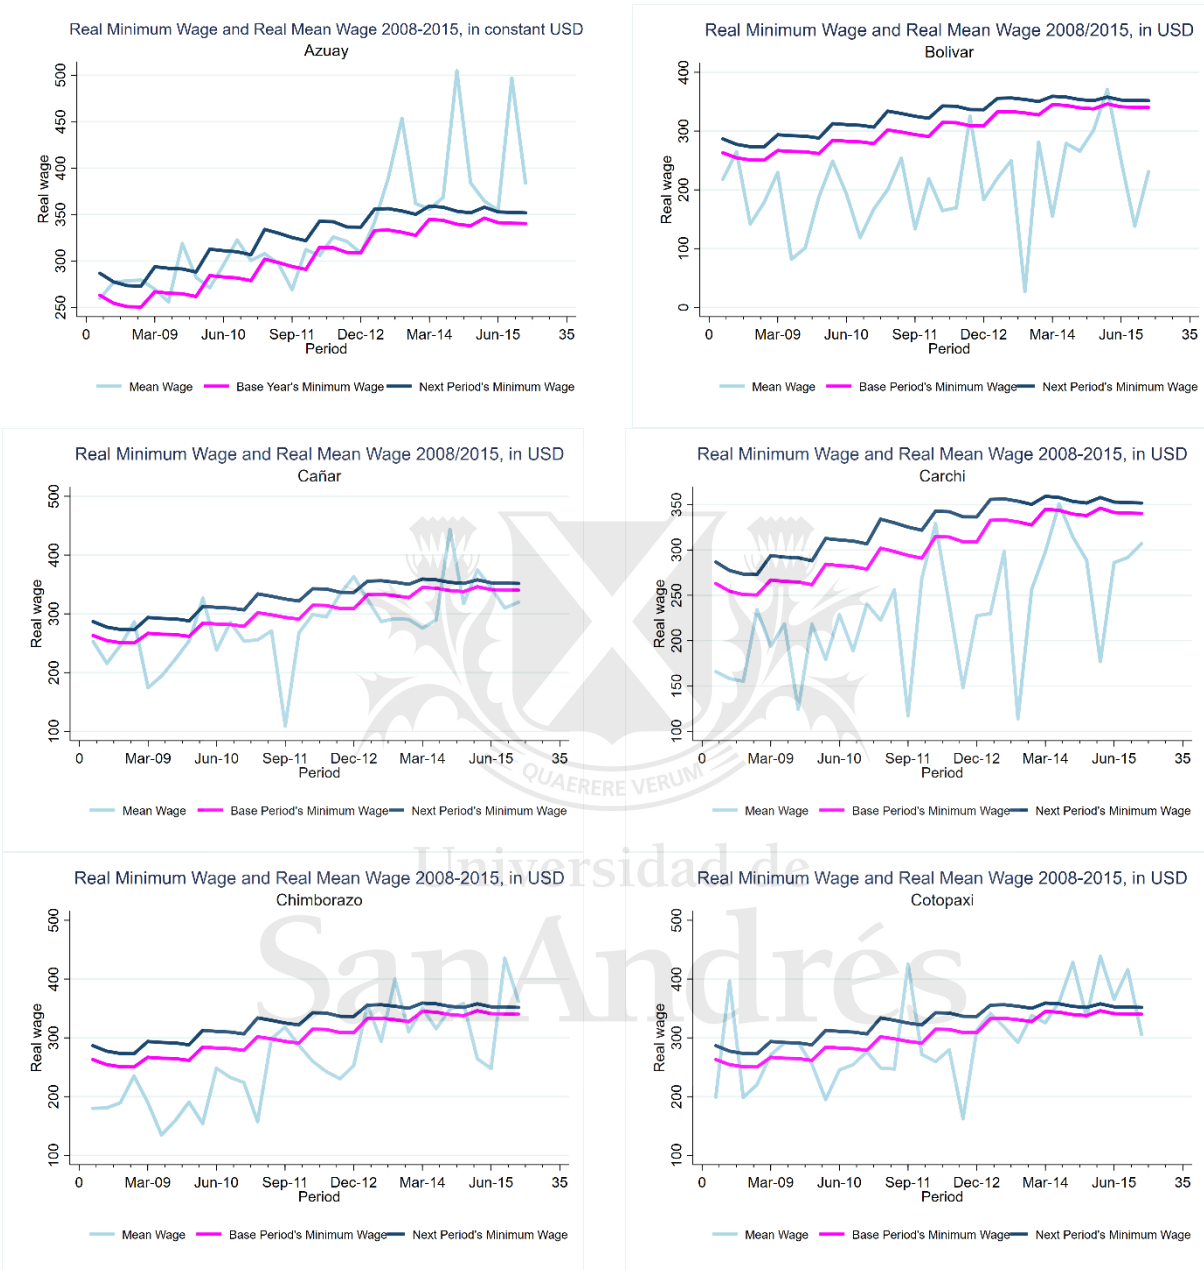 Real Minimum Wage and Real Mean Wage 2008-2015, in constant USD
Azuay
500
450
400
350
300
250
Real wage
0 Mar-09 Jun-10 Sep-11 Dec-12 Mar-14 Jun-15 35
Period
Mean Wage Base Year's Minimum Wage Next Period's Minimum Wage
Real Minimum Wage and Real Mean Wage 2008/2015, in USD
Bolivar
400
300
200
100
0
Real wage
0 Mar-09 Jun-10 Sep-11 Dec-12 Mar-14 Jun-15 35
Period
Mean Wage Base Period's Minimum Wage Next Period's Minimum Wage
Real Minimum Wage and Real Mean Wage 2008/2015, in USD
Cañar
500
400
300
200
100
Real wage
0 Mar-09 Jun-10 Sep-11 Dec-12 Mar-14 Jun-15 35
Period
Mean Wage Base Period's Minimum Wage Next Period's Minimum Wage
Real Minimum Wage and Real Mean Wage 2008-2015, in USD
Carchi
350
300
250
200
150
100
Real wage
0 Mar-09 Jun-10 Sep-11 Dec-12 Mar-14 Jun-15 35
Period
Mean Wage Base Period's Minimum Wage Next Period's Minimum Wage
QUAERERE VERUM
Universidad de
SanAndrés
Real Minimum Wage and Real Mean Wage 2008-2015, in USD
Chimborazo
500
400
300
200
100
Real wage
0 Mar-09 Jun-10 Sep-11 Dec-12 Mar-14 Jun-15 35
Period
Mean Wage Base Period's Minimum Wage Next Period's Minimum Wage
Real Minimum Wage and Real Mean Wage 2008-2015, in USD
Cotopaxi
500
400
300
200
100
Real wage
0 Mar-09 Jun-10 Sep-11 Dec-12 Mar-14 Jun-15 35
Period
Mean Wage Base Period's Minimum Wage Next Period's Minimum Wage